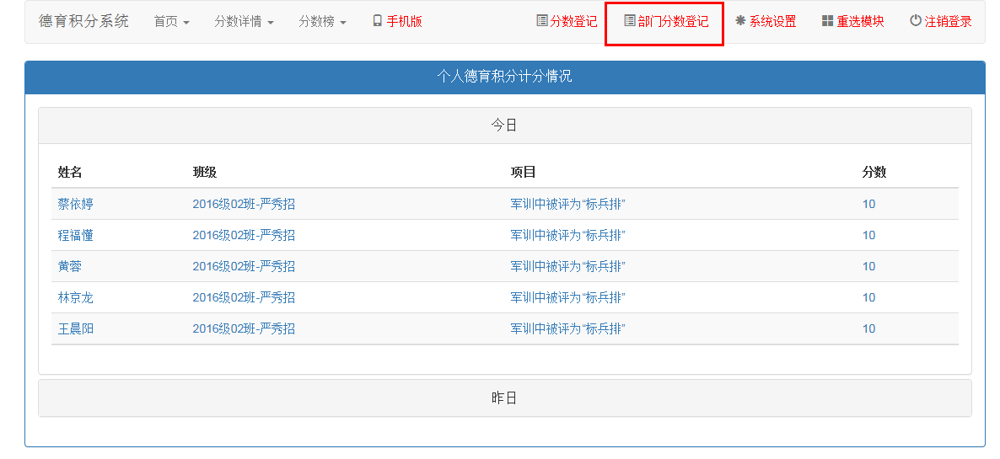 德育积分系统 首页 分数详情 分数榜 手机版 分数登记 部门分数登记 系统设置 重选模块 注销登录
个人德育积分计分情况
今日
姓名 班级 项目 分数
蔡依婷 2016级02班-严秀招 军训中被评为“标兵排” 10
程福懂 2016级02班-严秀招 军训中被评为“标兵排” 10
黄蓉 2016级02班-严秀招 军训中被评为“标兵排” 10
林京龙 2016级02班-严秀招 军训中被评为“标兵排” 10
王晨阳 2016级02班-严秀招 军训中被评为“标兵排” 10
昨日